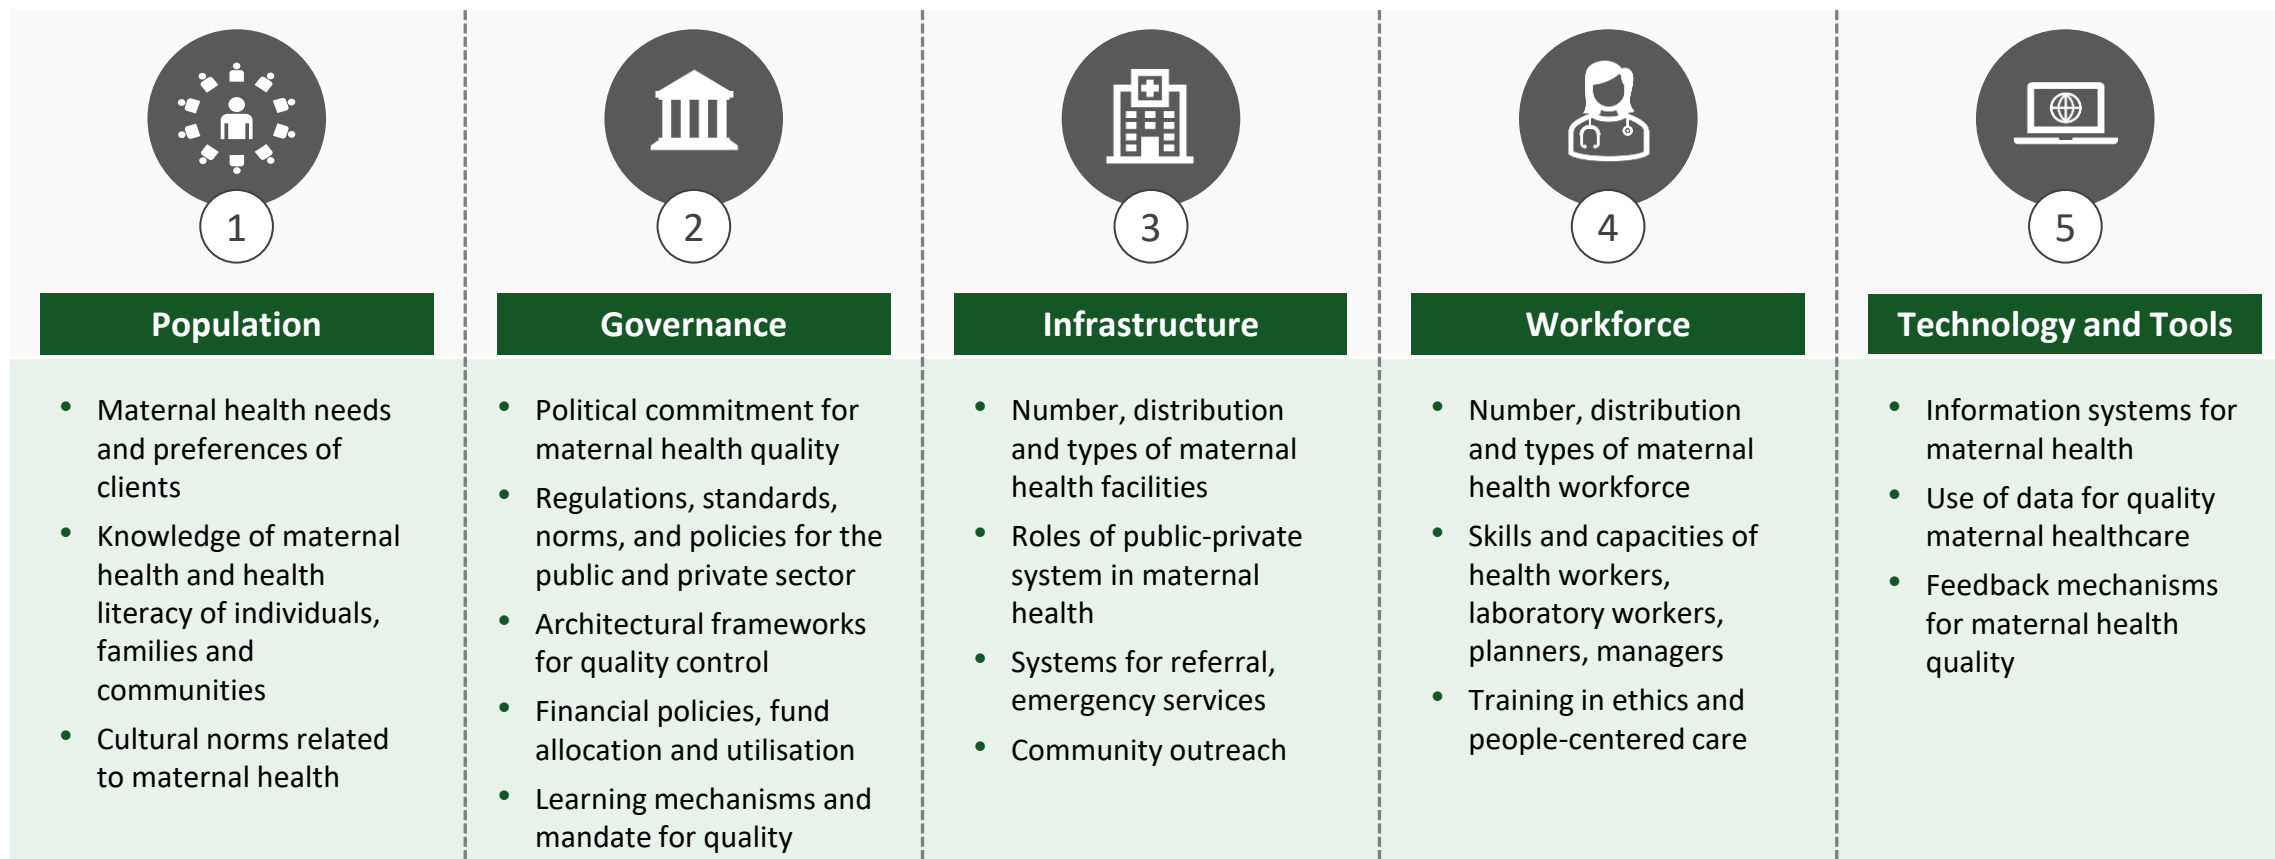 1
Population
• Maternal health needs
and preferences of
clients
• Knowledge of maternal
health and health
literacy of individuals,
families and
communities
• Cultural norms related
to maternal health
2
Governance
• Political commitment for
maternal health quality
• Regulations, standards,
norms, and policies for the
public and private sector
• Architectural frameworks
for quality control
• Financial policies, fund
allocation and utilisation
• Learning mechanisms and
mandate for quality
3
Infrastructure
• Number, distribution
and types of maternal
health facilities
• Roles of public-private
system in maternal
health
• Systems for referral,
emergency services
• Community outreach
4
Workforce
• Number, distribution
and types of maternal
health workforce
• Skills and capacities of
health workers,
laboratory workers,
planners, managers
• Training in ethics and
people-centered care
5
Technology and Tools
• Information systems for
maternal health
• Use of data for quality
maternal healthcare
• Feedback mechanisms
for maternal health
quality